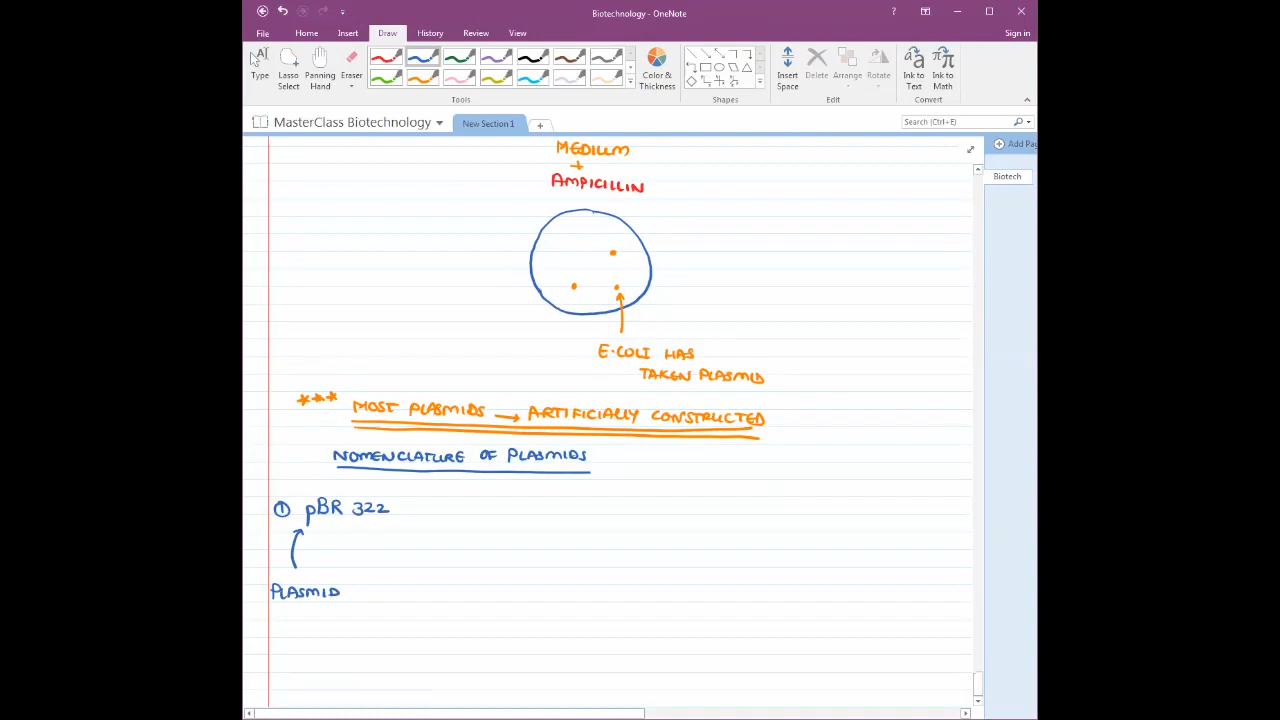 Biotechnology - OneNote
File Home Insert Draw History Review View
Sign in
Type
Lasso Select
Panning Hand
Eraser
Color & Thickness
Insert Space
Delete
Arrange
Rotate
Ink to Text
Ink to Math
Tools
Shapes
Edit
Convert
MasterClass Biotechnology
New Section 1
Search (Ctrl+E)
Add Pag
Biotech
MEDIUM
+
AMPICILLIN
E.COLI HAS
TAKEN PLASMID
*** MOST PLASMIDS → ARTIFICIALLY CONSTRUCTED
NOMENCLATURE OF PLASMIDS
① pBR 322
PLASMID